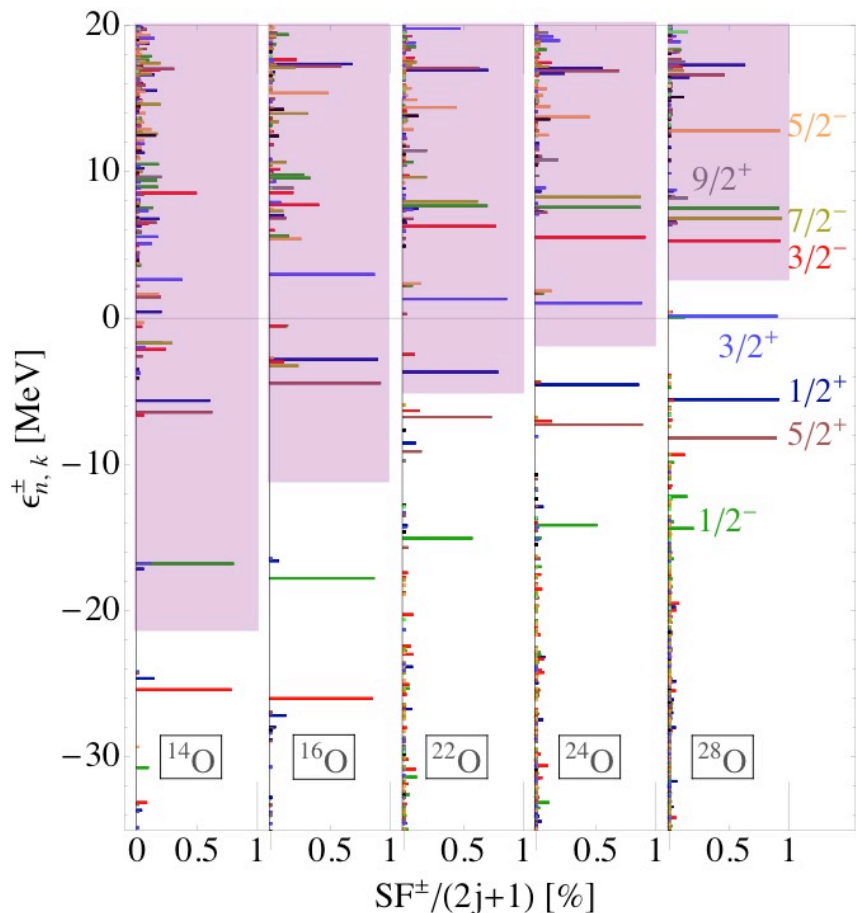 20
10
0
−10
−20
−30
ϵ±n, k [MeV]
5/2−
9/2+
7/2−
3/2−
3/2+
1/2+
5/2+
1/2−
14O
16O
22O
24O
28O
0 0.5 1 0.5 1 0.5 1 0.5 1 0.5 1
SF±/(2j+1) [%]